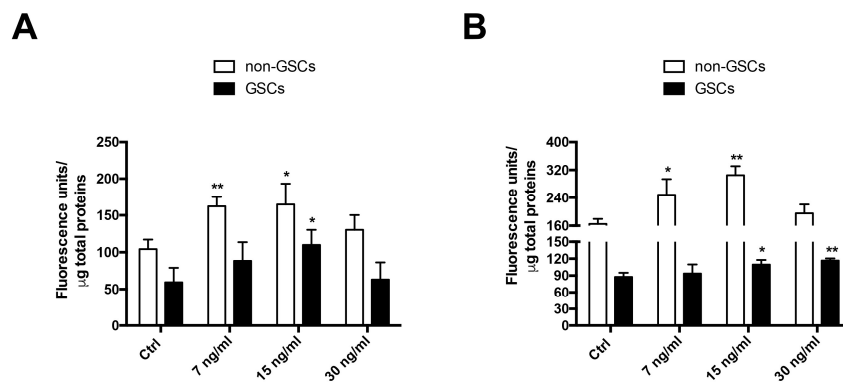 A
non-GSCs
GSCs
Fluorescence units/
µg total proteins
250
200
150
100
50
0
**
*
*
Ctrl
7 ng/ml
15 ng/ml
30 ng/ml
B
non-GSCs
GSCs
Fluorescence units/
µg total proteins
400
320
240
160
150
120
90
60
30
0
*
**
*
**
Ctrl
7 ng/ml
15 ng/ml
30 ng/ml